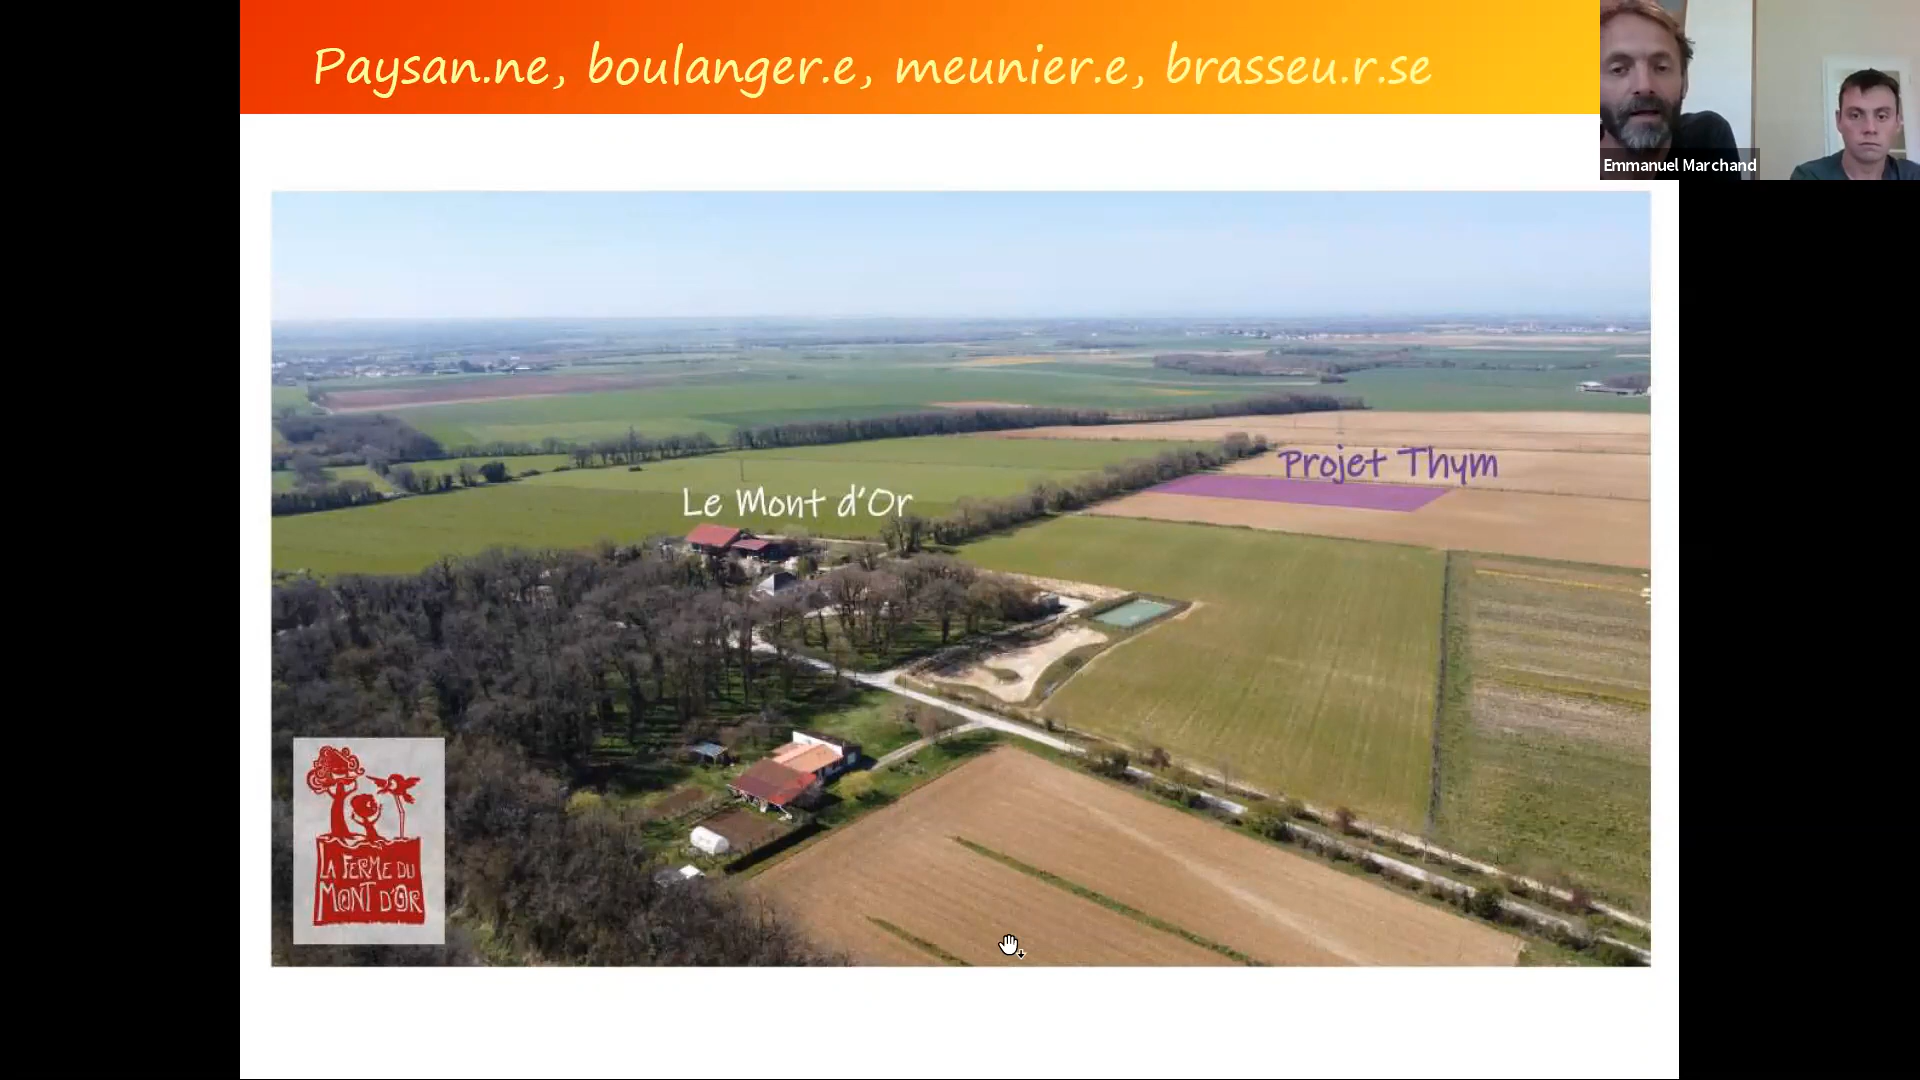 Paysan.ne, boulanger.e, meunier.e, brasseu.r.se
Emmanuel Marchand
Projet Thym
Le Mont d'Or
LA FERME DU
MONT D'OR